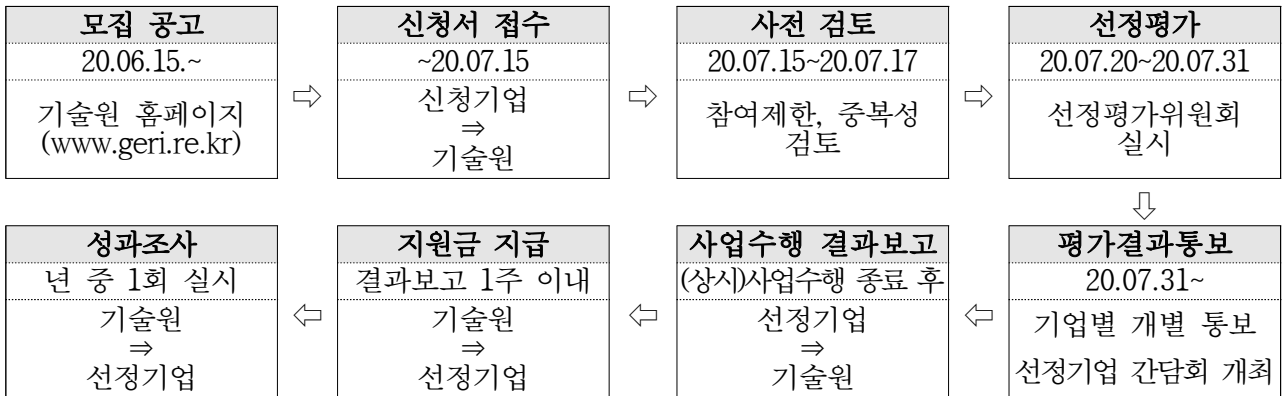 모집 공고
20.06.15.~
기술원 홈페이지
(www.geri.re.kr)
⇨
신청서 접수
~20.07.15
신청기업
⇒
기술원
⇨
사전 검토
20.07.15~20.07.17
참여제한, 중복성
검토
⇨
선정평가
20.07.20~20.07.31
선정평가위원회
실시
⇩
평가결과통보
20.07.31~
기업별 개별 통보
선정기업 간담회 개최
⇦
사업수행 결과보고
(상시)사업수행 종료 후
선정기업
⇒
기술원
⇦
지원금 지급
결과보고 1주 이내
기술원
⇒
선정기업
⇦
성과조사
년 중 1회 실시
기술원
⇒
선정기업